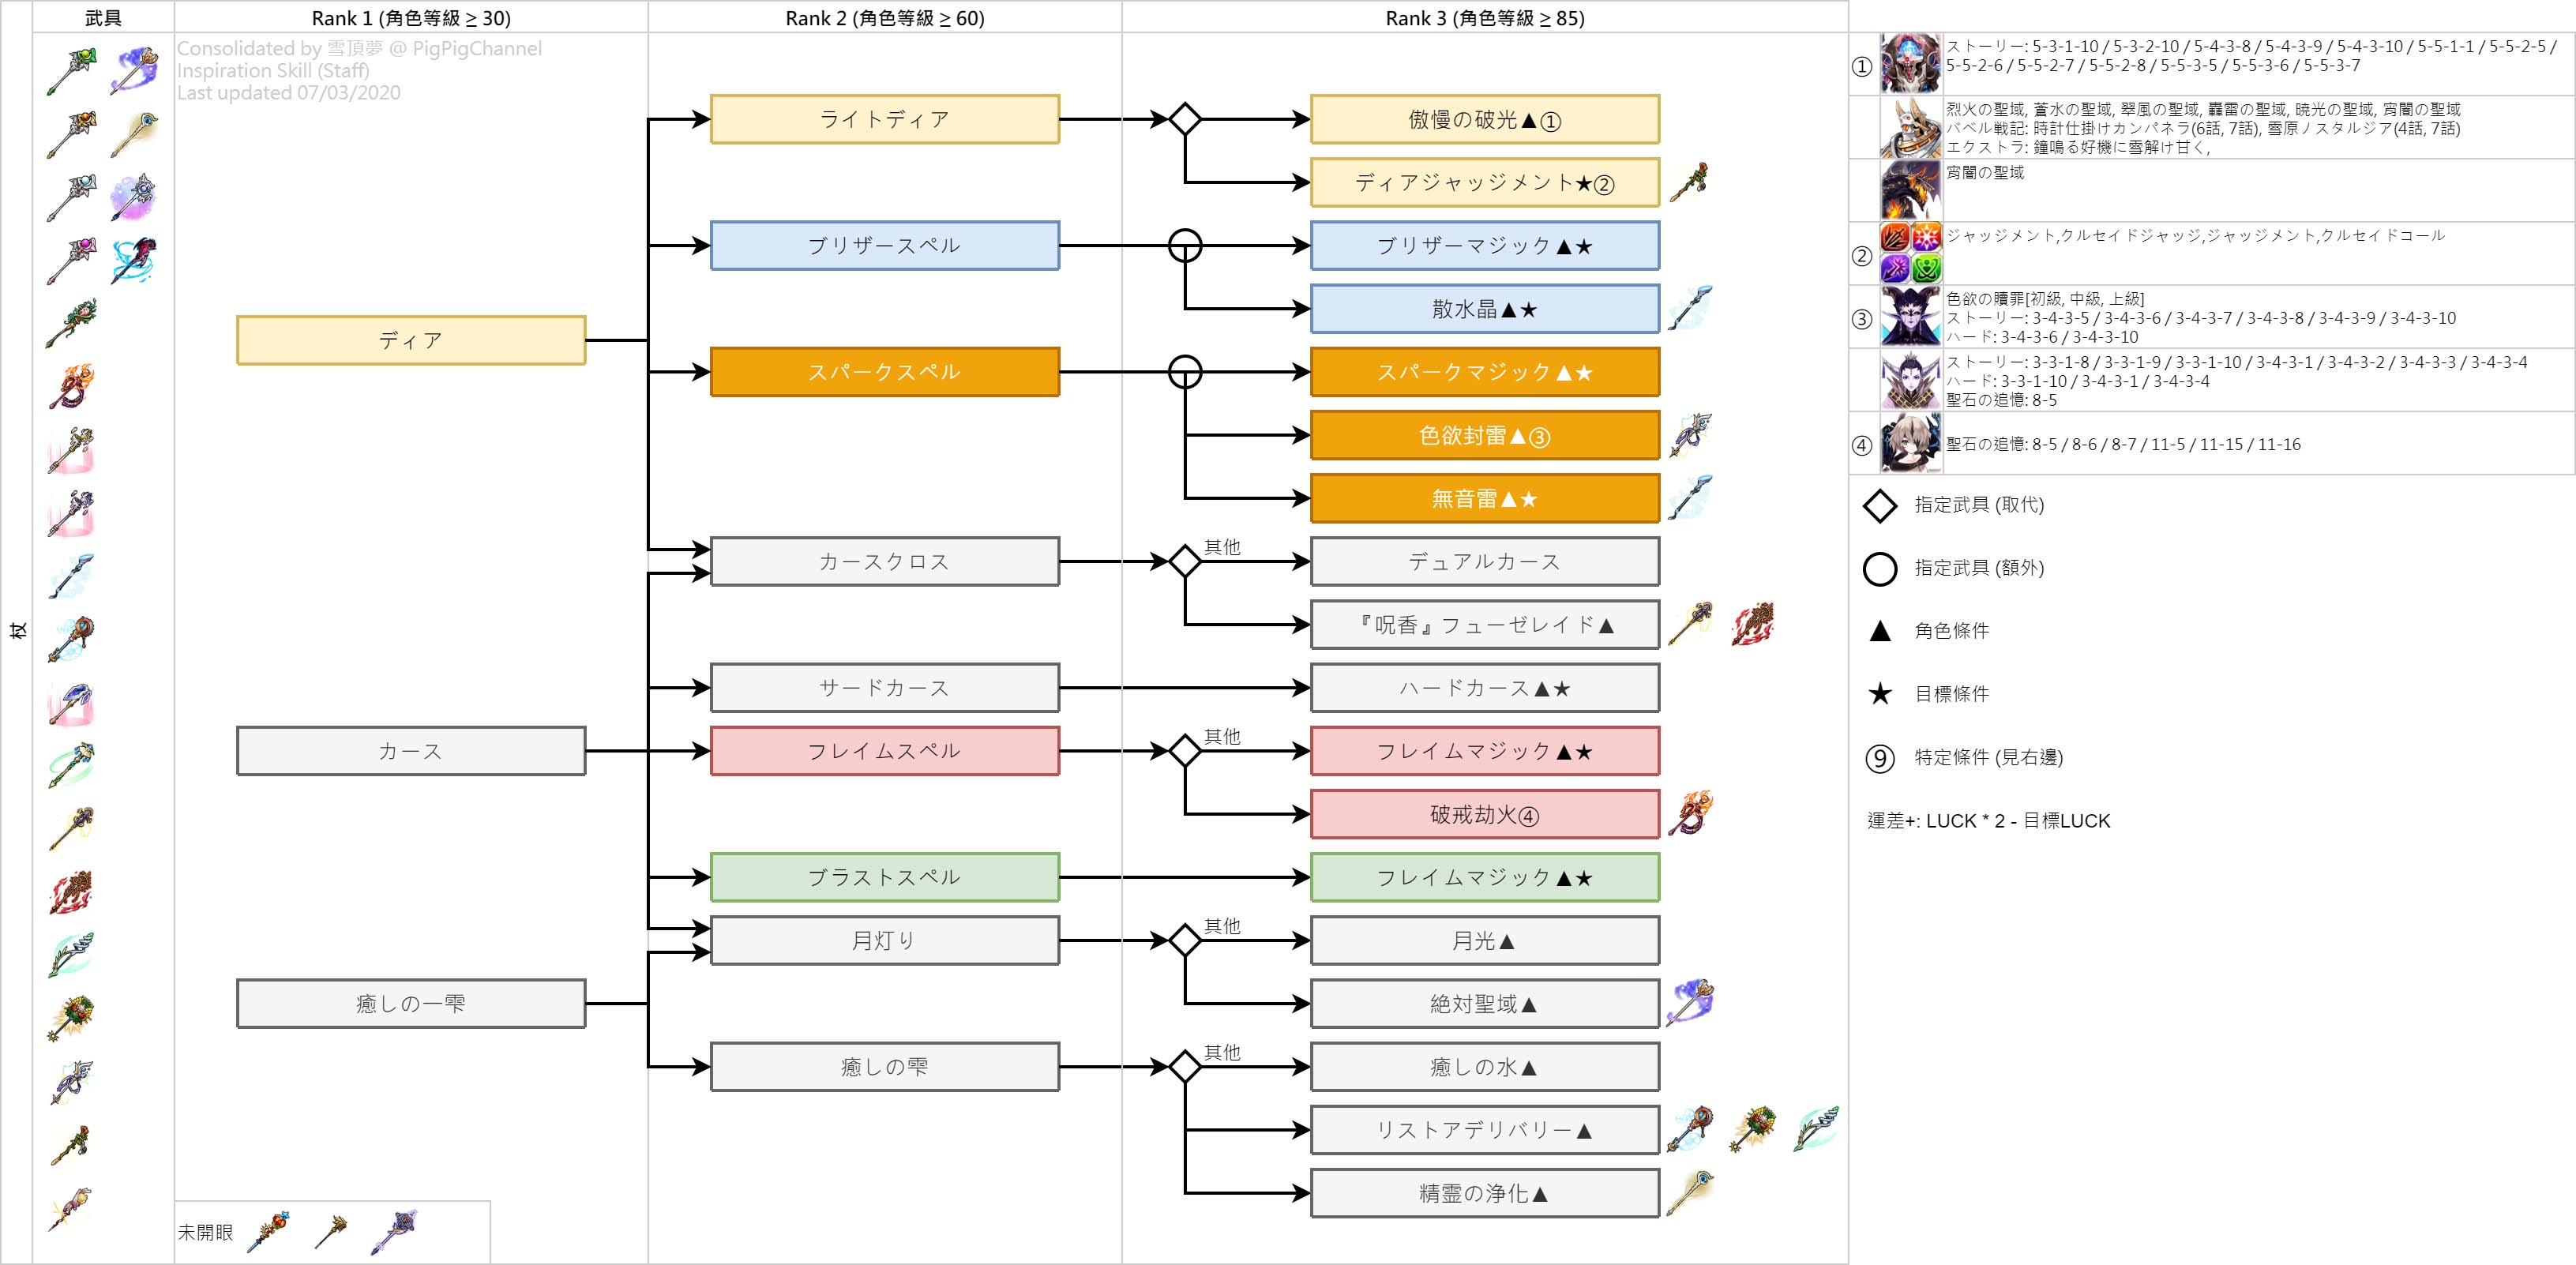 武具
Rank 1 (角色等級 ≥ 30)
Rank 2 (角色等級 ≥ 60)
Rank 3 (角色等級 ≥ 85)
Consolidated by 雪頂夢 @ PigPigChannel
Inspiration Skill (Staff)
Last updated 07/03/2020
杖
ディア
カース
癒しの一雫
未開眼
ライトディア
ブリザースペル
スパークスペル
カースクロス
サードカース
フレイムスペル
ブラストスペル
月灯り
癒しの雫
傲慢の破光▲①
ディアジャッジメント★②
ブリザーマジック▲★
散水晶▲★
スパークマジック▲★
色欲封雷▲③
無音雷▲★
其他
デュアルカース
『呪香』フューゼレイド▲
ハードカース▲★
其他
フレイムマジック▲★
破戒劫火④
フレイムマジック▲★
其他
月光▲
絶対聖域▲
其他
癒しの水▲
リストアデリバリー▲
精霊の浄化▲
①
ストーリー: 5-3-1-10 / 5-3-2-10 / 5-4-3-8 / 5-4-3-9 / 5-4-3-10 / 5-5-1-1 / 5-5-2-5 /
5-5-2-6 / 5-5-2-7 / 5-5-2-8 / 5-5-3-5 / 5-5-3-6 / 5-5-3-7
烈火の聖域, 蒼水の聖域, 翠風の聖域, 轟雷の聖域, 暁光の聖域, 宵闇の聖域
バベル戦記: 時計仕掛けカンパネラ(6話, 7話), 雪原ノスタルジア(4話, 7話)
エクストラ: 鐘鳴る好機に雪解け甘く,
宵闇の聖域
②
ジャッジメント,クルセイドジャッジ,ジャッジメント,クルセイドコール
③
色欲の贖罪[初級, 中級, 上級]
ストーリー: 3-4-3-5 / 3-4-3-6 / 3-4-3-7 / 3-4-3-8 / 3-4-3-9 / 3-4-3-10
ハード: 3-4-3-6 / 3-4-3-10
ストーリー: 3-3-1-8 / 3-3-1-9 / 3-3-1-10 / 3-4-3-1 / 3-4-3-2 / 3-4-3-3 / 3-4-3-4
ハード: 3-3-1-10 / 3-4-3-1 / 3-4-3-4
聖石の追憶: 8-5
④
聖石の追憶: 8-5 / 8-6 / 8-7 / 11-5 / 11-15 / 11-16
指定武具 (取代)
指定武具 (額外)
▲ 角色條件
★ 目標條件
⑨ 特定條件 (見右邊)
運差+: LUCK * 2 - 目標LUCK